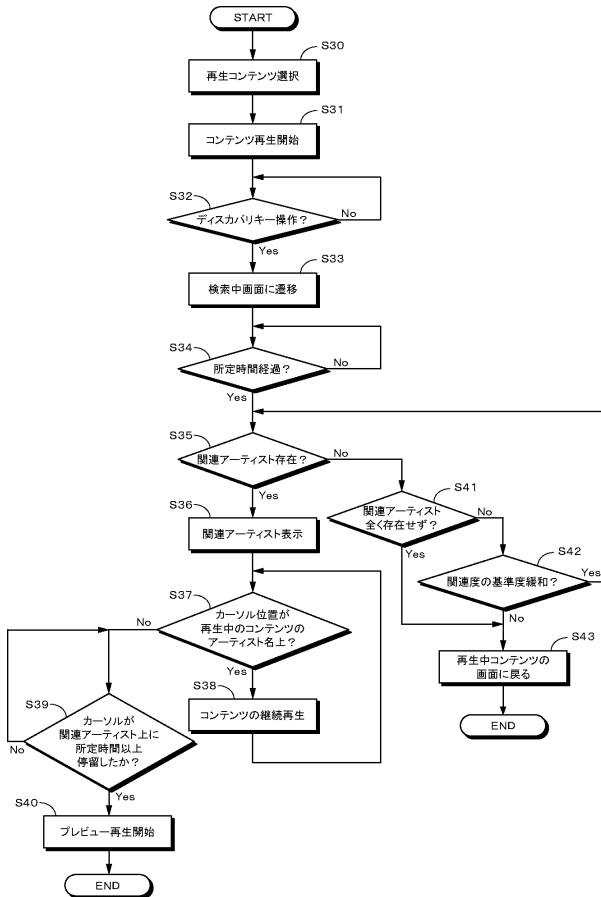 START
S30
再生コンテンツ選択
S31
コンテンツ再生開始
S32
ディスカバリキー操作？
No
Yes
S33
検索中画面に遷移
S34
所定時間経過？
No
Yes
S35
関連アーティスト存在？
No
Yes
S41
関連アーティスト
全く存在せず？
No
Yes
S36
関連アーティスト表示
S42
関連度の基準度緩和？
Yes
No
S37
カーソル位置が
再生中のコンテンツの
アーティスト名上？
No
Yes
S43
再生中コンテンツの
画面に戻る
END
S38
コンテンツの継続再生
S39
カーソルが
関連アーティスト上に
所定時間以上
停留したか？
No
Yes
S40
プレビュー再生開始
END